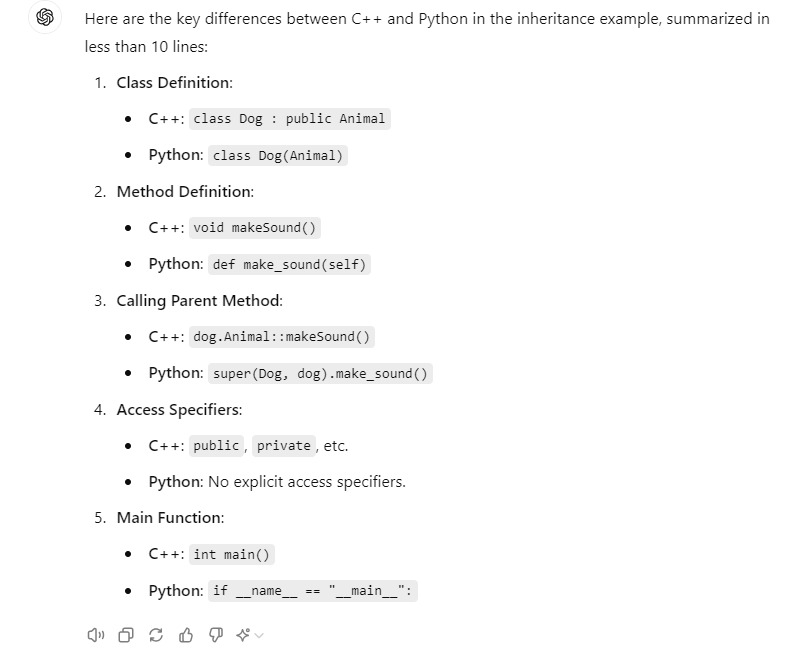 Here are the key differences between C++ and Python in the inheritance example, summarized in
less than 10 lines:
1. Class Definition:
• C++: class Dog : public Animal
• Python: class Dog(Animal)
2. Method Definition:
• C++: void makeSound()
• Python: def make_sound(self)
3. Calling Parent Method:
• C++: dog.Animal::makeSound()
• Python: super(Dog, dog).make_sound()
4. Access Specifiers:
• C++: public, private, etc.
• Python: No explicit access specifiers.
5. Main Function:
• C++: int main()
• Python: if __name__ == "__main__":